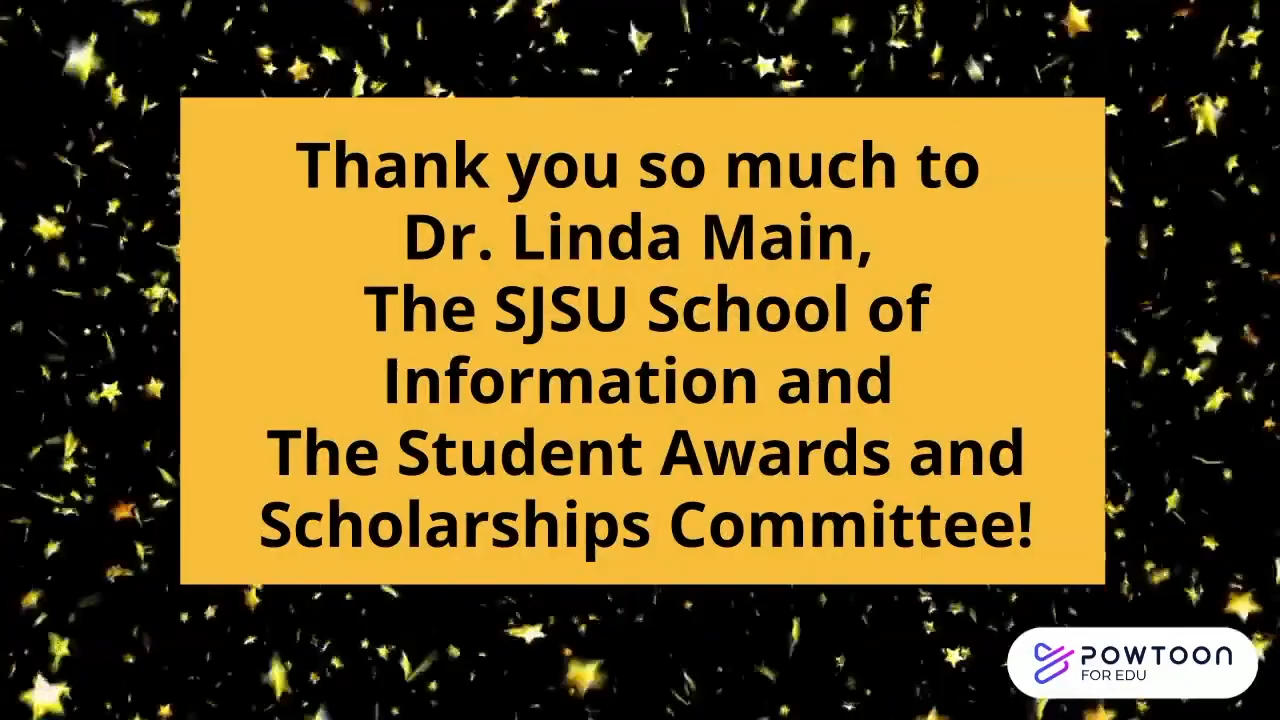 Thank you so much to
Dr. Linda Main,
The SJSU School of
Information and
The Student Awards and
Scholarships Committee!
POWTOON
FOR EDU